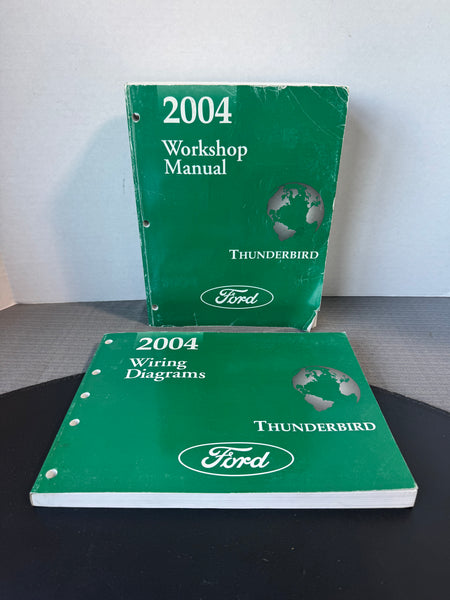 2004
Workshop
Manual
THUNDERBIRD
Ford
2004
Wiring
Diagrams
THUNDERBIRD
Ford